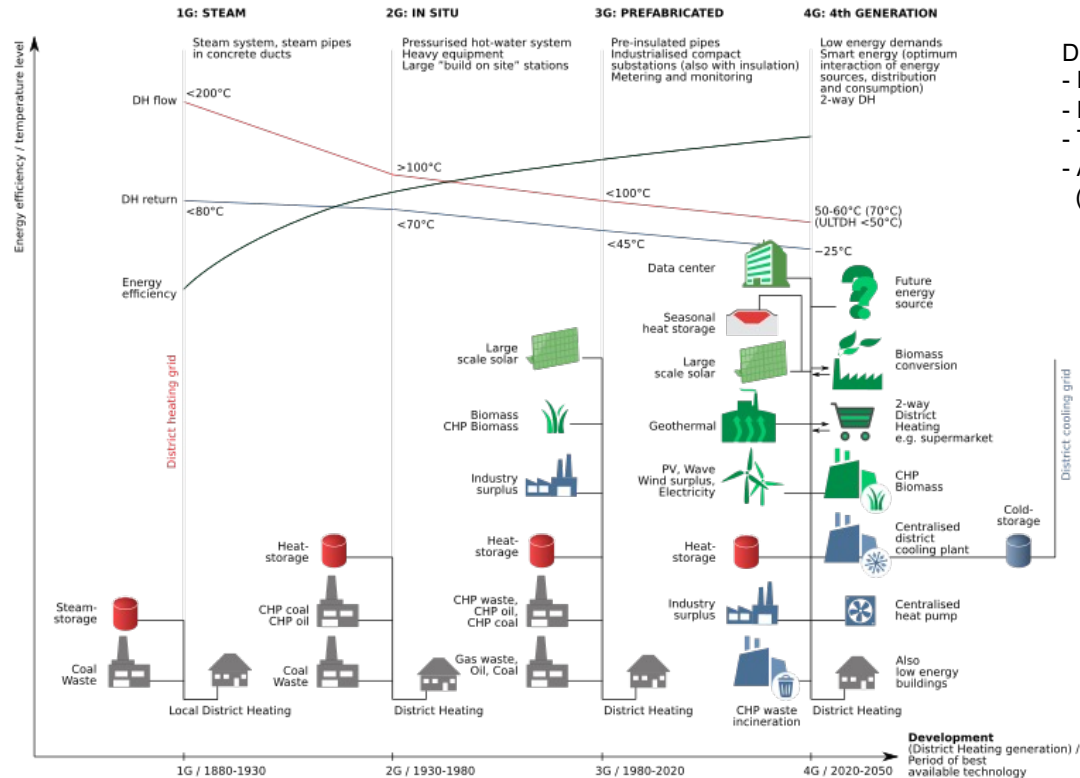 1G: STEAM
2G: IN SITU
3G: PREFABRICATED
4G: 4th GENERATION
Steam system, steam pipes
in concrete ducts
Pressurised hot-water system
Heavy equipment
Large "build on site" stations
Pre-insulated pipes
Industrialised compact
substations (also with insulation)
Metering and monitoring
Low energy demands
Smart energy (optimum
interaction of energy
sources, distribution
and consumption)
2-way DH
Energy efficiency / temperature level
DH flow
<200°C
>100°C
<100°C
50-60°C (70°C)
(ULTDH <50°C)
DH return
<80°C
<70°C
<45°C
~25°C
Energy
efficiency
District heating grid
Data center
Seasonal
heat storage
Large
scale solar
Geothermal
PV, Wave
Wind surplus,
Electricity
Heat-
storage
Industry
surplus
CHP waste
incineration
Future
energy
source
Biomass
conversion
2-way
District
Heating
e.g. supermarket
CHP
Biomass
Centralised
district
cooling plant
Cold-
storage
District cooling grid
Centralised
heat pump
Also
low energy
buildings
District Heating
Large
scale solar
Biomass
CHP Biomass
Industry
surplus
Heat-
storage
CHP waste,
CHP oil,
CHP coal
Gas waste,
Oil, Coal
District Heating
Heat-
storage
CHP coal
CHP oil
Coal
Waste
District Heating
Steam-
storage
Coal
Waste
Local District Heating
1G / 1880-1930
2G / 1930-1980
3G / 1980-2020
4G / 2020-2050
Development
(District Heating generation) /
Period of best
available technology